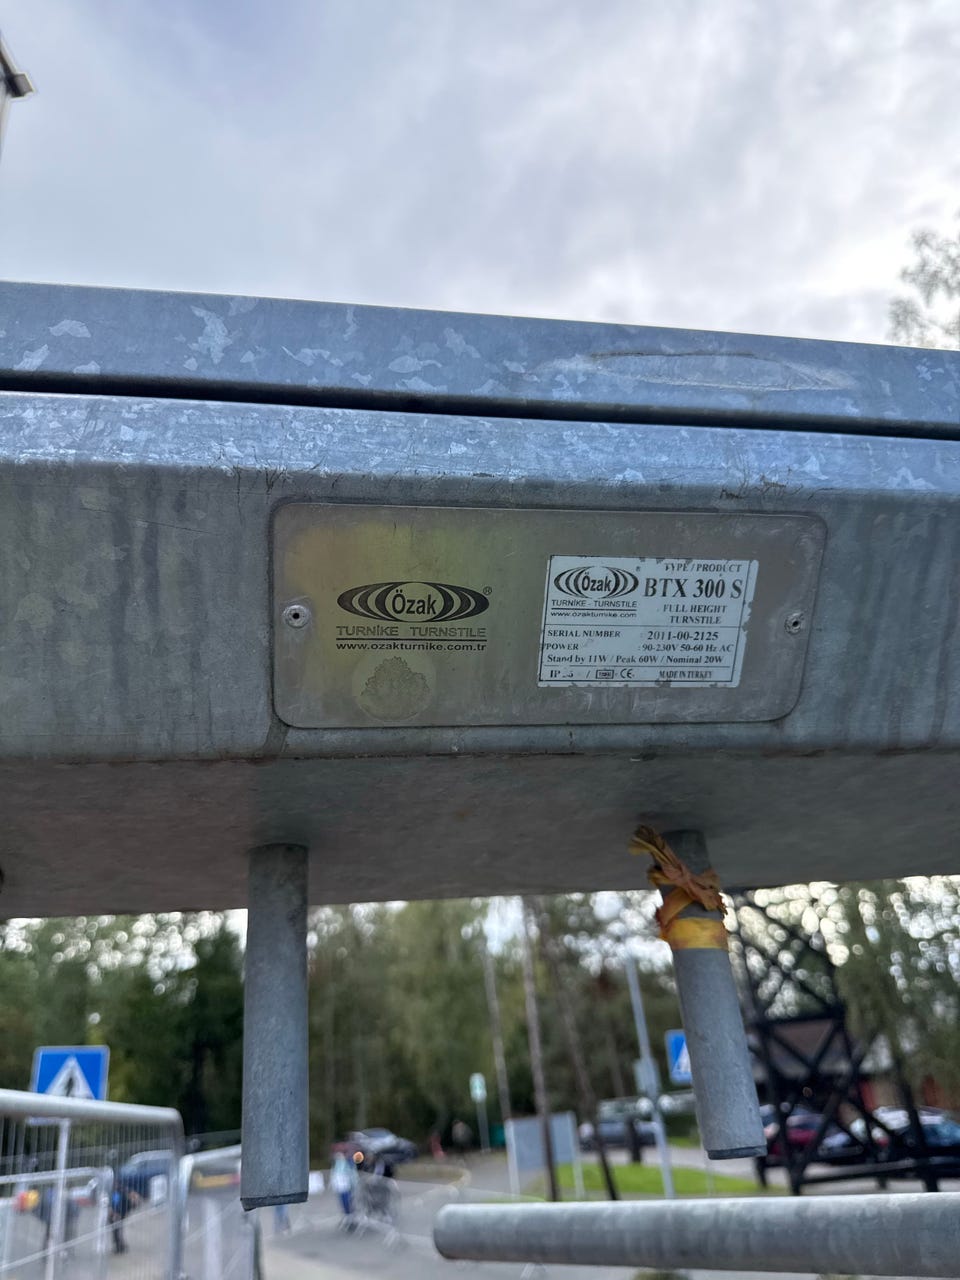 Özak®
TURNİKE TURNSTILE
www.ozakturnike.com.tr
Özak®
TURNİKE - TURNSTILE
www.ozakturnike.com
TYPE / PRODUCT
BTX 300 S
FULL HEIGHT
TURNSTILE
SERIAL NUMBER : 2011-00-2125
POWER : 90-230V 50-60 Hz AC
Stand by 11W / Peak 60W / Nominal 20W
IP / CE MADE IN TURKEY